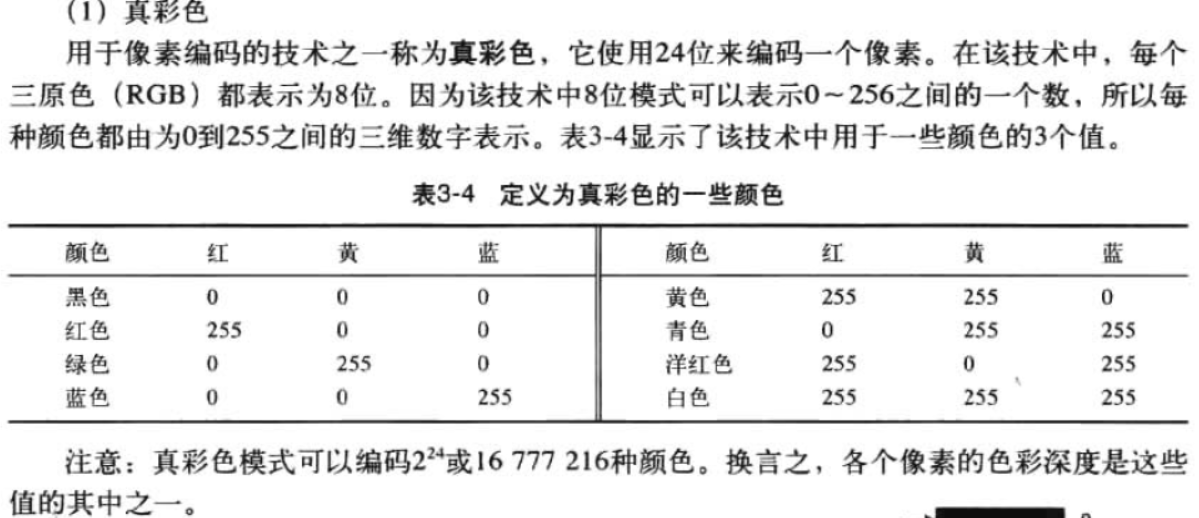 (1) 真彩色
用于像素编码的技术之一称为真彩色，它使用24位来编码一个像素。在该技术中，每个
三原色（RGB）都表示为8位。因为该技术中8位模式可以表示0~256之间的一个数，所以每
种颜色都由为0到255之间的三维数字表示。表3-4显示了该技术中用于一些颜色的3个值。
表3-4 定义为真彩色的一些颜色
颜色 红 黄 蓝 颜色 红 黄 蓝
黑色 0 0 0 黄色 255 255 0
红色 255 0 0 青色 0 255 255
绿色 0 255 0 洋红色 255 0 255
蓝色 0 0 255 白色 255 255 255
注意：真彩色模式可以编码2²⁴或16 777 216种颜色。换言之，各个像素的色彩深度是这些
值的其中之一。